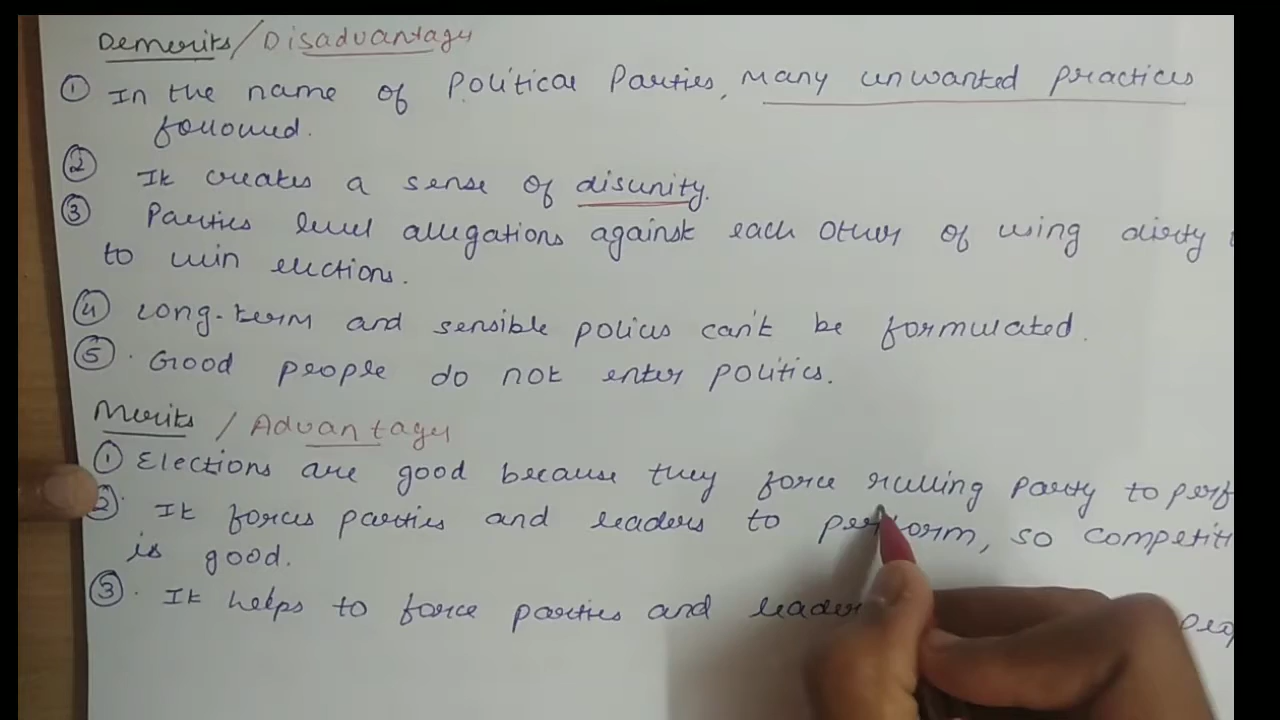 Demerits/Disadvantages
① In the name of Political Parties, Many unwanted practices
followed.
② It creates a sense of disunity.
③ Parties level allegations against each other of using dirty
to win elections.
④ Long-term and sensible policies can't be formulated.
⑤. Good people do not enter politics.
Merits / Advantages
① Elections are good because they force rulling party to perf
②. It forces parties and leaders to perform, so competiti
is good.
③. It helps to force parties and leader